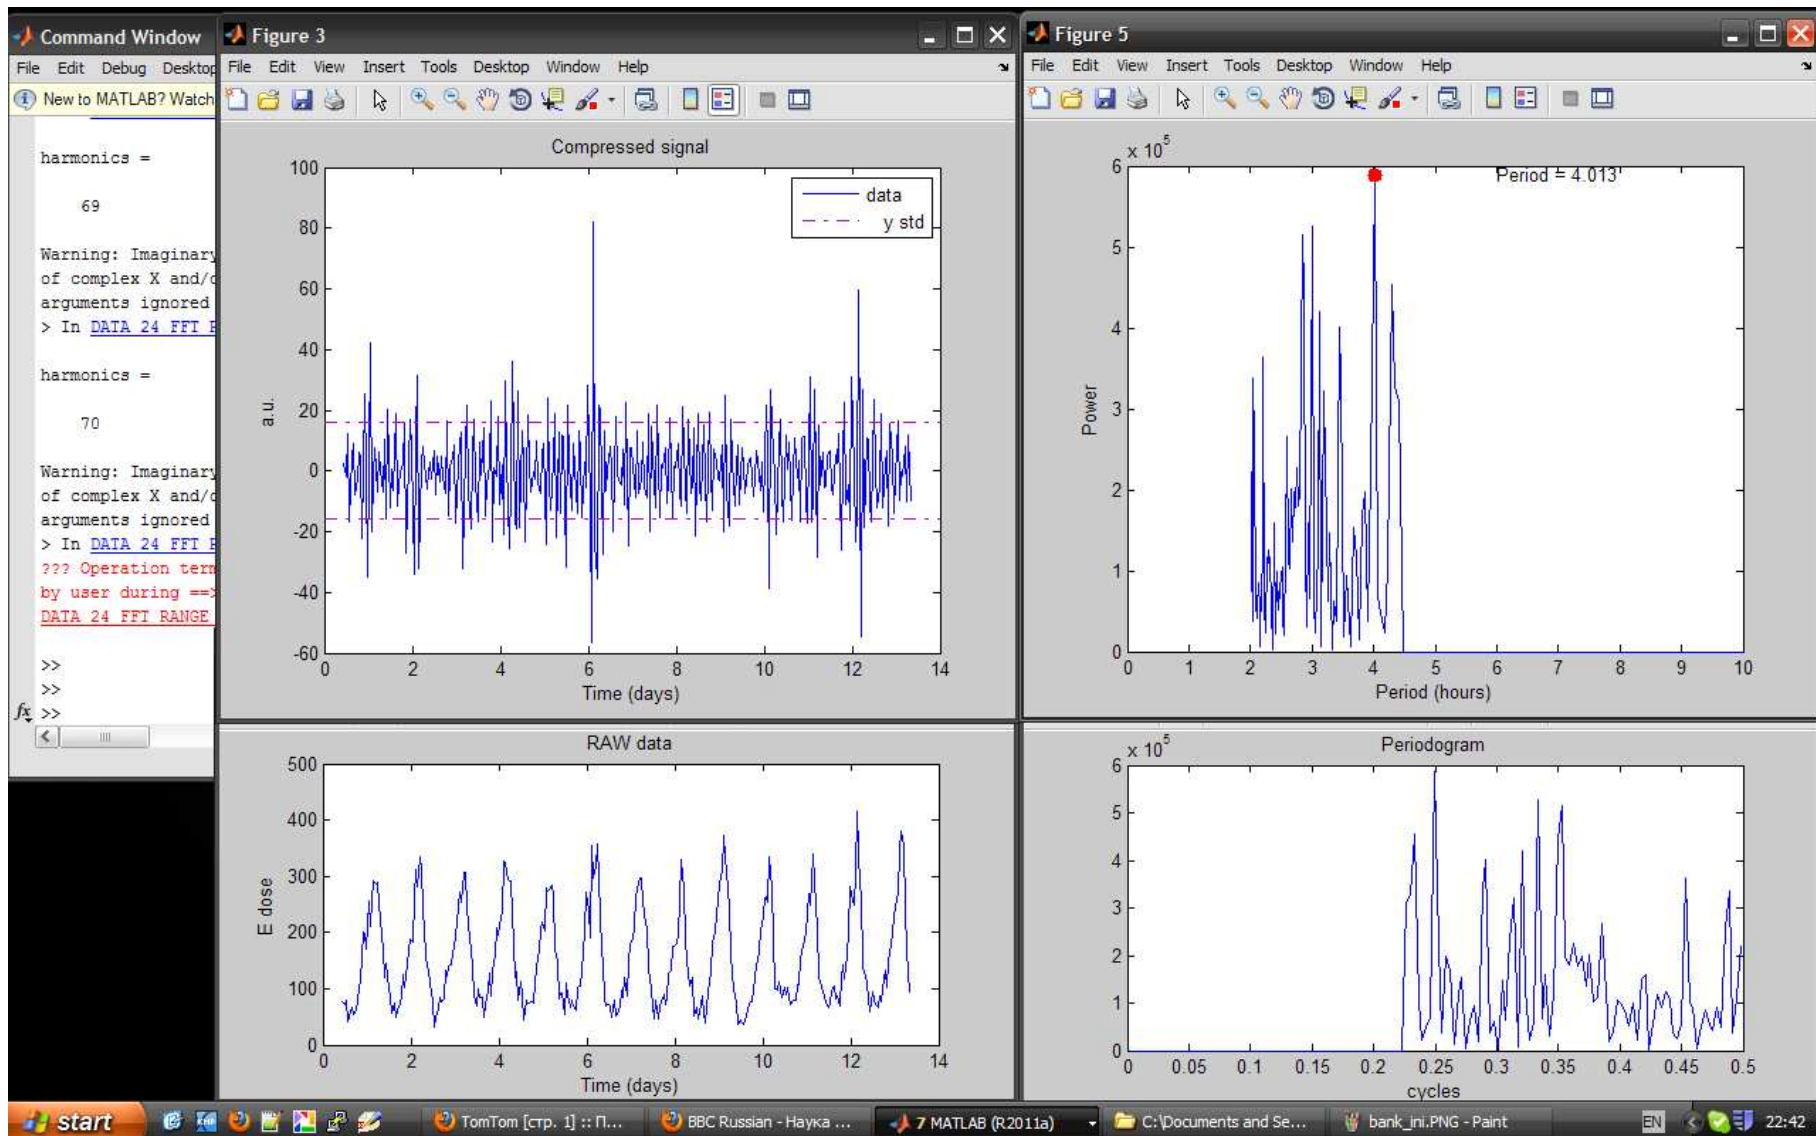 Command Window
File Edit Debug Desktop
New to MATLAB? Watch
harmonics =
69
Warning: Imaginary
of complex X and/
arguments ignored
> In DATA 24 FFT
harmonics =
70
Warning: Imaginary
of complex X and/
arguments ignored
> In DATA 24 FFT
??? Operation term
by user during ==>
DATA 24 FFT RANGE
>>
>>
fx >>
Figure 3
File Edit View Insert Tools Desktop Window Help
Compressed signal
100
80
60
40
20
0
-20
-40
-60
a.u.
data
y std
0 2 4 6 8 10 12 14
Time (days)
RAW data
500
400
300
200
100
0
E dose
0 2 4 6 8 10 12 14
Time (days)
Figure 5
File Edit View Insert Tools Desktop Window Help
x 10^5
Period = 4.013
6
5
4
3
2
1
0
Power
0 1 2 3 4 5 6 7 8 9 10
Period (hours)
Periodogram
x 10^5
6
5
4
3
2
1
0
0 0.05 0.1 0.15 0.2 0.25 0.3 0.35 0.4 0.45 0.5
cycles
start TomTom [стр. 1] :: П... BBC Russian - Наука ... 7 MATLAB (R2011a) C:\Documents and Se... bank_ini.PNG - Paint EN 22:42